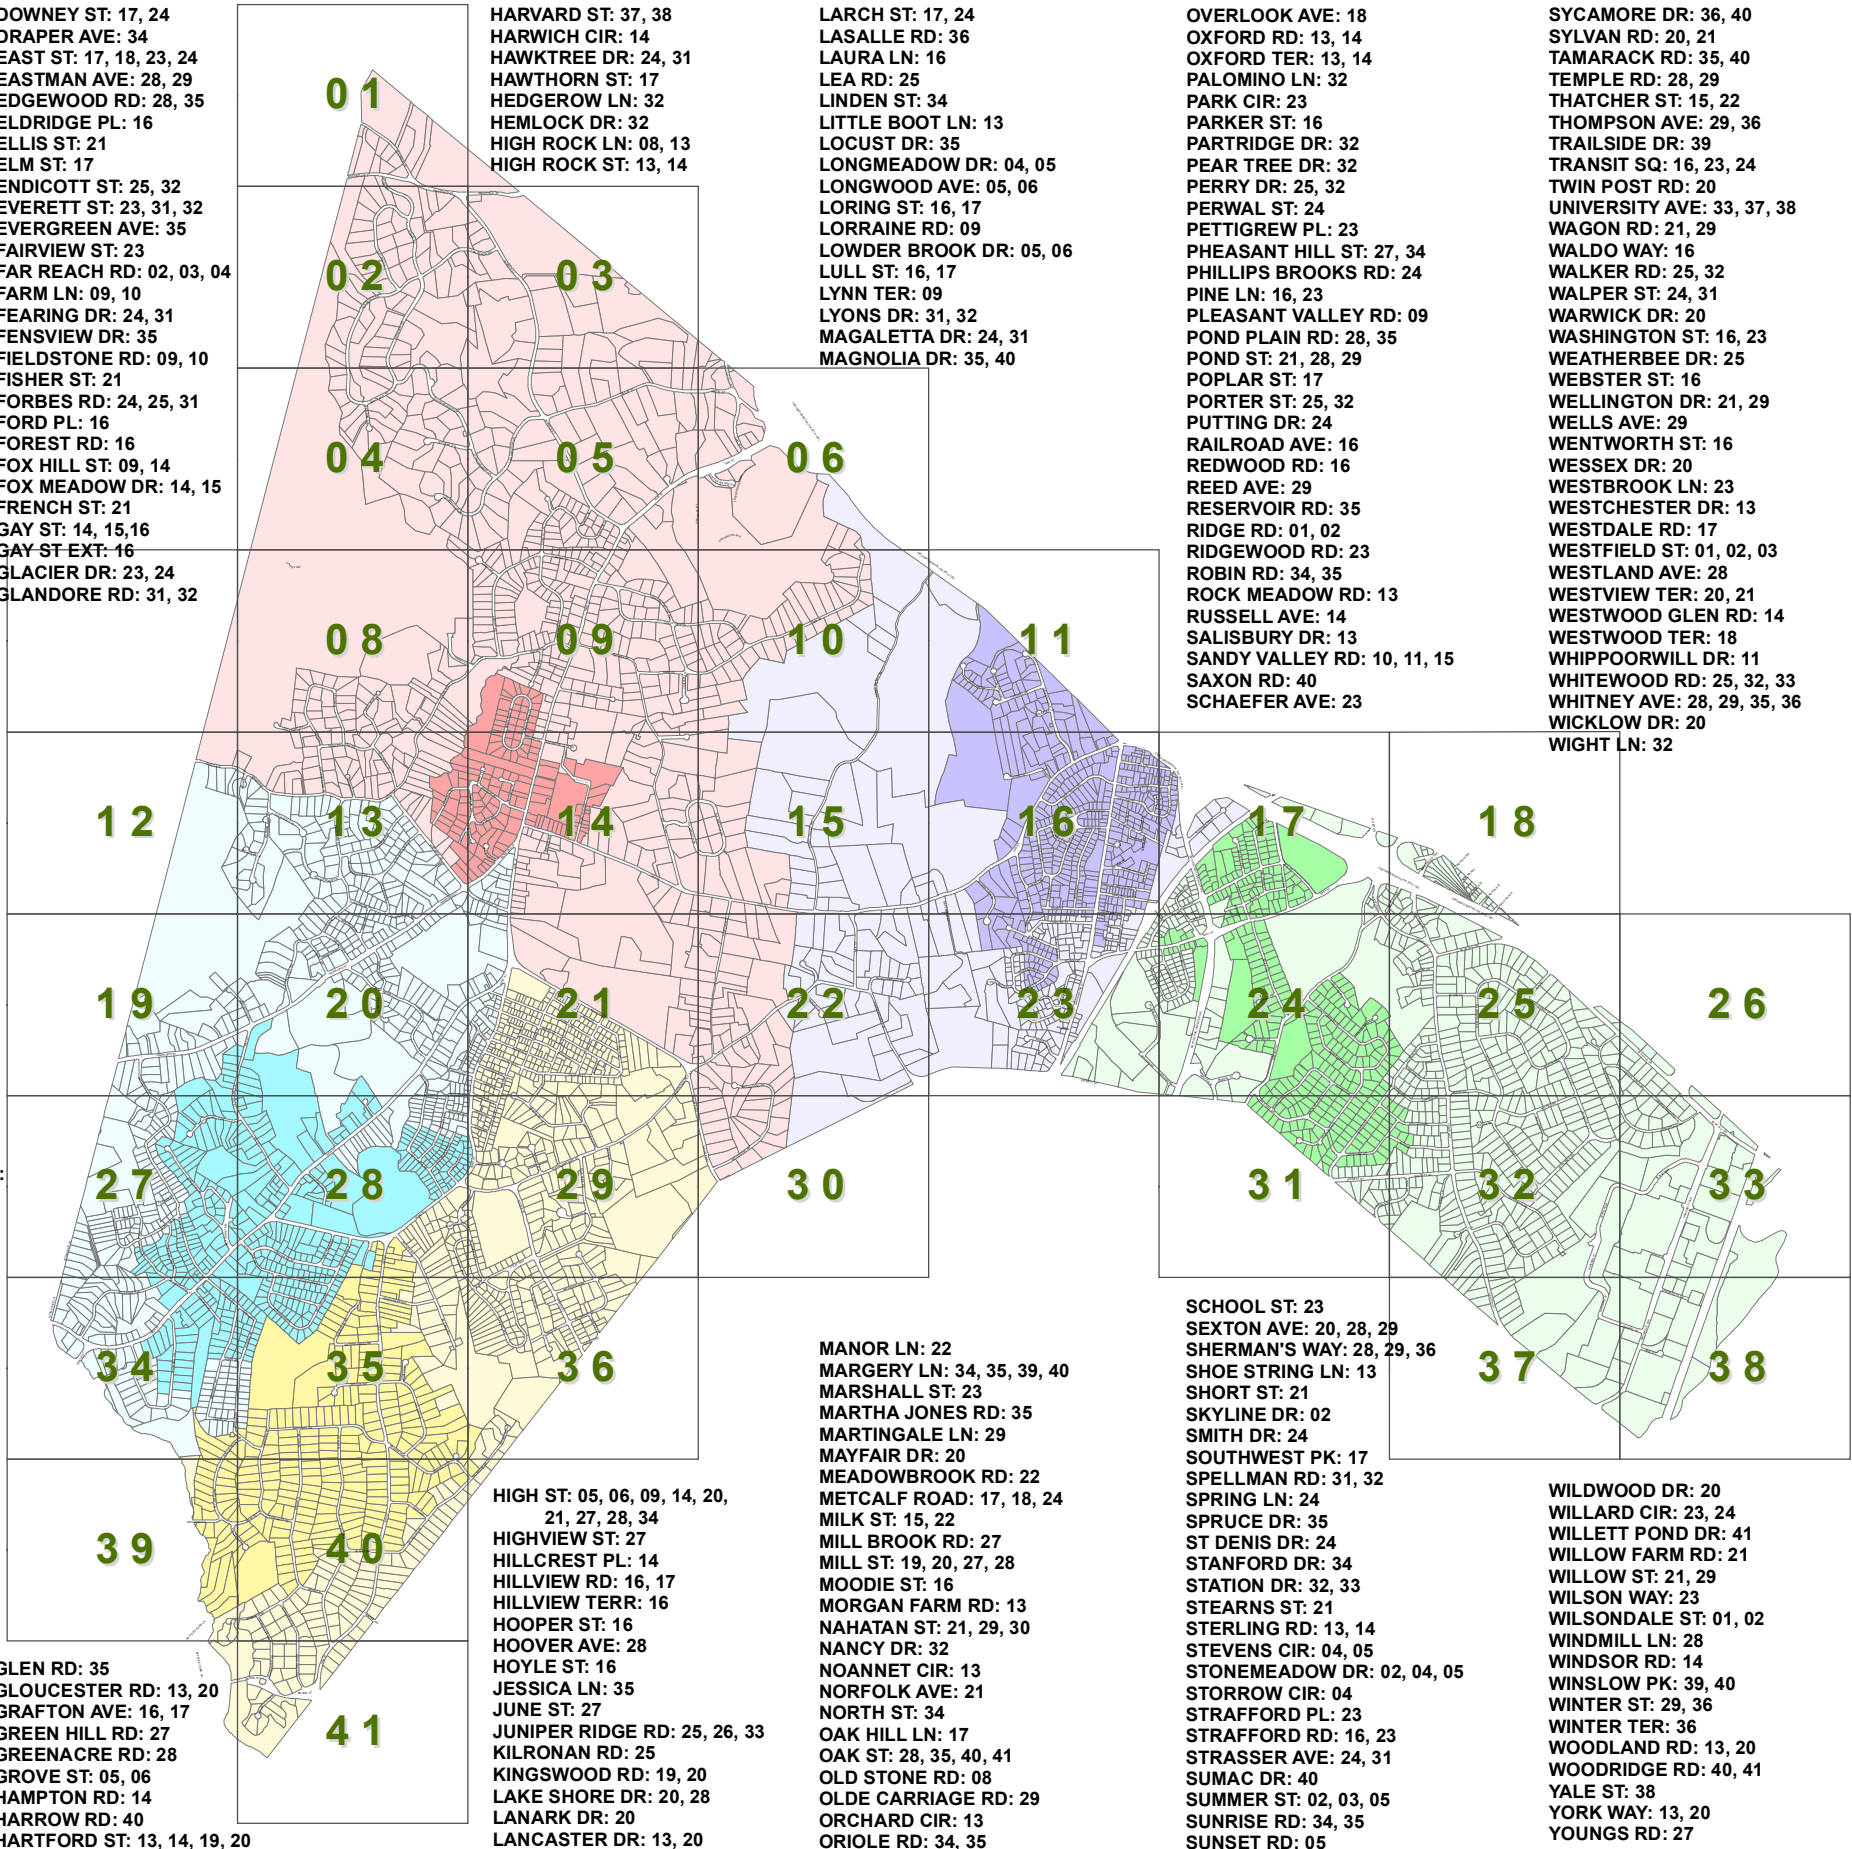 DOWNEY ST: 17, 24
DRAPER AVE: 34
EAST ST: 17, 18, 23, 24
EASTMAN AVE: 28, 29
EDGEWOOD RD: 28, 35
ELDRIDGE PL: 16
ELLIS ST: 21
ELM ST: 17
ENDICOTT ST: 25, 32
EVERETT ST: 23, 31, 32
EVERGREEN AVE: 35
FAIRVIEW ST: 23
FAR REACH RD: 02, 03, 04
FARM LN: 09, 10
FEARING DR: 24, 31
FENSVIEW DR: 35
FIELDSTONE RD: 09, 10
FISHER ST: 21
FORBES RD: 24, 25, 31
FORD PL: 16
FOREST RD: 16
FOX HILL ST: 09, 14
FOX MEADOW DR: 14, 15
FRENCH ST: 21
GAY ST: 14, 15,16
GAY ST EXT: 16
GLACIER DR: 23, 24
GLANDORE RD: 31, 32
HARVARD ST: 37, 38
HARWICH CIR: 14
HAWKTREE DR: 24, 31
HAWTHORN ST: 17
HEDGEROW LN: 32
HEMLOCK DR: 32
HIGH ROCK LN: 08, 13
HIGH ROCK ST: 13, 14
LARCH ST: 17, 24
LASALLE RD: 36
LAURA LN: 16
LEA RD: 25
LINDEN ST: 34
LITTLE BOOT LN: 13
LOCUST DR: 35
LONGMEADOW DR: 04, 05
LONGWOOD AVE: 05, 06
LORING ST: 16, 17
LORRAINE RD: 09
LOWDER BROOK DR: 05, 06
LULL ST: 16, 17
LYNN TER: 09
LYONS DR: 31, 32
MAGALETTA DR: 24, 31
MAGNOLIA DR: 35, 40
OVERLOOK AVE: 18
OXFORD RD: 13, 14
OXFORD TER: 13, 14
PALOMINO LN: 32
PARK CIR: 23
PARKER ST: 16
PARTRIDGE DR: 32
PEAR TREE DR: 32
PERRY DR: 25, 32
PERWAL ST: 24
PETTIGREW PL: 23
PHEASANT HILL ST: 27, 34
PHILLIPS BROOKS RD: 24
PINE LN: 16, 23
PLEASANT VALLEY RD: 09
POND PLAIN RD: 28, 35
POND ST: 21, 28, 29
POPLAR ST: 17
PORTER ST: 25, 32
PUTTING DR: 24
RAILROAD AVE: 16
REDWOOD RD: 16
REED AVE: 29
RESERVOIR RD: 35
RIDGE RD: 01, 02
RIDGEWOOD RD: 23
ROBIN RD: 34, 35
ROCK MEADOW RD: 13
RUSSELL AVE: 14
SALISBURY DR: 13
SANDY VALLEY RD: 10, 11, 15
SAXON RD: 40
SCHAEFER AVE: 23
SYCAMORE DR: 36, 40
SYLVAN RD: 20, 21
TAMARACK RD: 35, 40
TEMPLE RD: 28, 29
THATCHER ST: 15, 22
THOMPSON AVE: 29, 36
TRAILSIDE DR: 39
TRANSIT SQ: 16, 23, 24
TWIN POST RD: 20
UNIVERSITY AVE: 33, 37, 38
WAGON RD: 21, 29
WALDO WAY: 16
WALKER RD: 25, 32
WALPER ST: 24, 31
WARWICK DR: 20
WASHINGTON ST: 16, 23
WEATHERBEE DR: 25
WEBSTER ST: 16
WELLINGTON DR: 21, 29
WELLS AVE: 29
WENTWORTH ST: 16
WESSEX DR: 20
WESTBROOK LN: 23
WESTCHESTER DR: 13
WESTDALE RD: 17
WESTFIELD ST: 01, 02, 03
WESTLAND AVE: 28
WESTVIEW TER: 20, 21
WESTWOOD GLEN RD: 14
WESTWOOD TER: 18
WHIPPOORWILL DR: 11
WHITEWOOD RD: 25, 32, 33
WHITNEY AVE: 28, 29, 35, 36
WICKLOW DR: 20
WIGHT LN: 32
01
02 03
04 05 06
08 09 10 11
12 13 14 15 16 17 18
19 20 21 22 23 24 25 26
27 28 29 30 31 32 33
34 35 36 37 38
39 40
41
:
GLEN RD: 35
GLOUCESTER RD: 13, 20
GRAFTON AVE: 16, 17
GREEN HILL RD: 27
GREENACRE RD: 28
GROVE ST: 05, 06
HAMPTON RD: 14
HARROW RD: 40
HARTFORD ST: 13, 14, 19, 20
HIGH ST: 05, 06, 09, 14, 20,
21, 27, 28, 34
HIGHVIEW ST: 27
HILLCREST PL: 14
HILLVIEW RD: 16, 17
HILLVIEW TERR: 16
HOOPER ST: 16
HOOVER AVE: 28
HOYLE ST: 16
JESSICA LN: 35
JUNE ST: 27
JUNIPER RIDGE RD: 25, 26, 33
KILRONAN RD: 25
KINGSWOOD RD: 19, 20
LAKE SHORE DR: 20, 28
LANARK DR: 20
LANCASTER DR: 13, 20
MANOR LN: 22
MARGERY LN: 34, 35, 39, 40
MARSHALL ST: 23
MARTHA JONES RD: 35
MARTINGALE LN: 29
MAYFAIR DR: 20
MEADOWBROOK RD: 22
METCALF ROAD: 17, 18, 24
MILK ST: 15, 22
MILL BROOK RD: 27
MILL ST: 19, 20, 27, 28
MOODIE ST: 16
MORGAN FARM RD: 13
NAHATAN ST: 21, 29, 30
NANCY DR: 32
NOANNET CIR: 13
NORFOLK AVE: 21
NORTH ST: 34
OAK HILL LN: 17
OAK ST: 28, 35, 40, 41
OLD STONE RD: 08
OLDE CARRIAGE RD: 29
ORCHARD CIR: 13
ORIOLE RD: 34, 35
SCHOOL ST: 23
SEXTON AVE: 20, 28, 29
SHERMAN'S WAY: 28, 29, 36
SHOE STRING LN: 13
SHORT ST: 21
SKYLINE DR: 02
SMITH DR: 24
SOUTHWEST PK: 17
SPELLMAN RD: 31, 32
SPRING LN: 24
SPRUCE DR: 35
ST DENIS DR: 24
STANFORD DR: 34
STATION DR: 32, 33
STEARNS ST: 21
STERLING RD: 13, 14
STEVENS CIR: 04, 05
STONEMEADOW DR: 02, 04, 05
STORROW CIR: 04
STRAFFORD PL: 23
STRAFFORD RD: 16, 23
STRASSER AVE: 24, 31
SUMAC DR: 40
SUMMER ST: 02, 03, 05
SUNRISE RD: 34, 35
SUNSET RD: 05
WILDWOOD DR: 20
WILLARD CIR: 23, 24
WILLETT POND DR: 41
WILLOW FARM RD: 21
WILLOW ST: 21, 29
WILSON WAY: 23
WILSONDALE ST: 01, 02
WINDMILL LN: 28
WINDSOR RD: 14
WINSLOW PK: 39, 40
WINTER ST: 29, 36
WINTER TER: 36
WOODLAND RD: 13, 20
WOODRIDGE RD: 40, 41
YALE ST: 38
YORK WAY: 13, 20
YOUNGS RD: 27